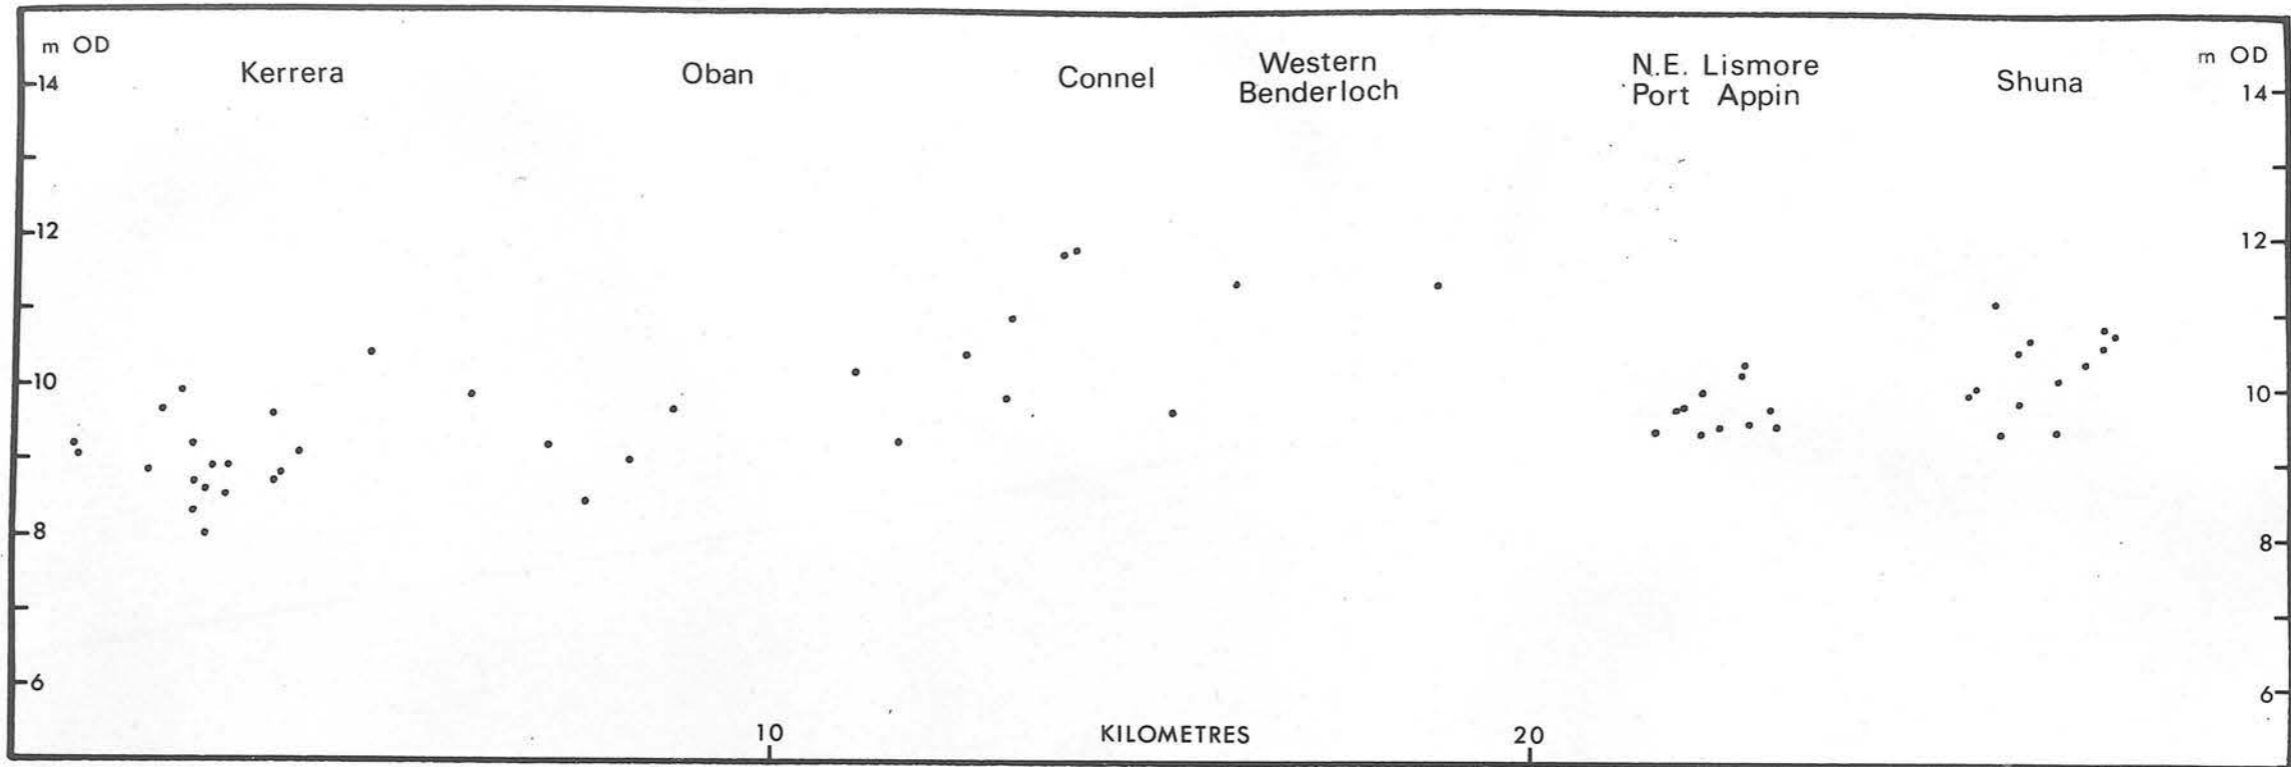 m OD
Kerrera
Oban
Connel
Western
Benderloch
N.E. Lismore
Port Appin
Shuna
m OD
14
14
12
12
10
10
8
8
6
6
10
KILOMETRES
20